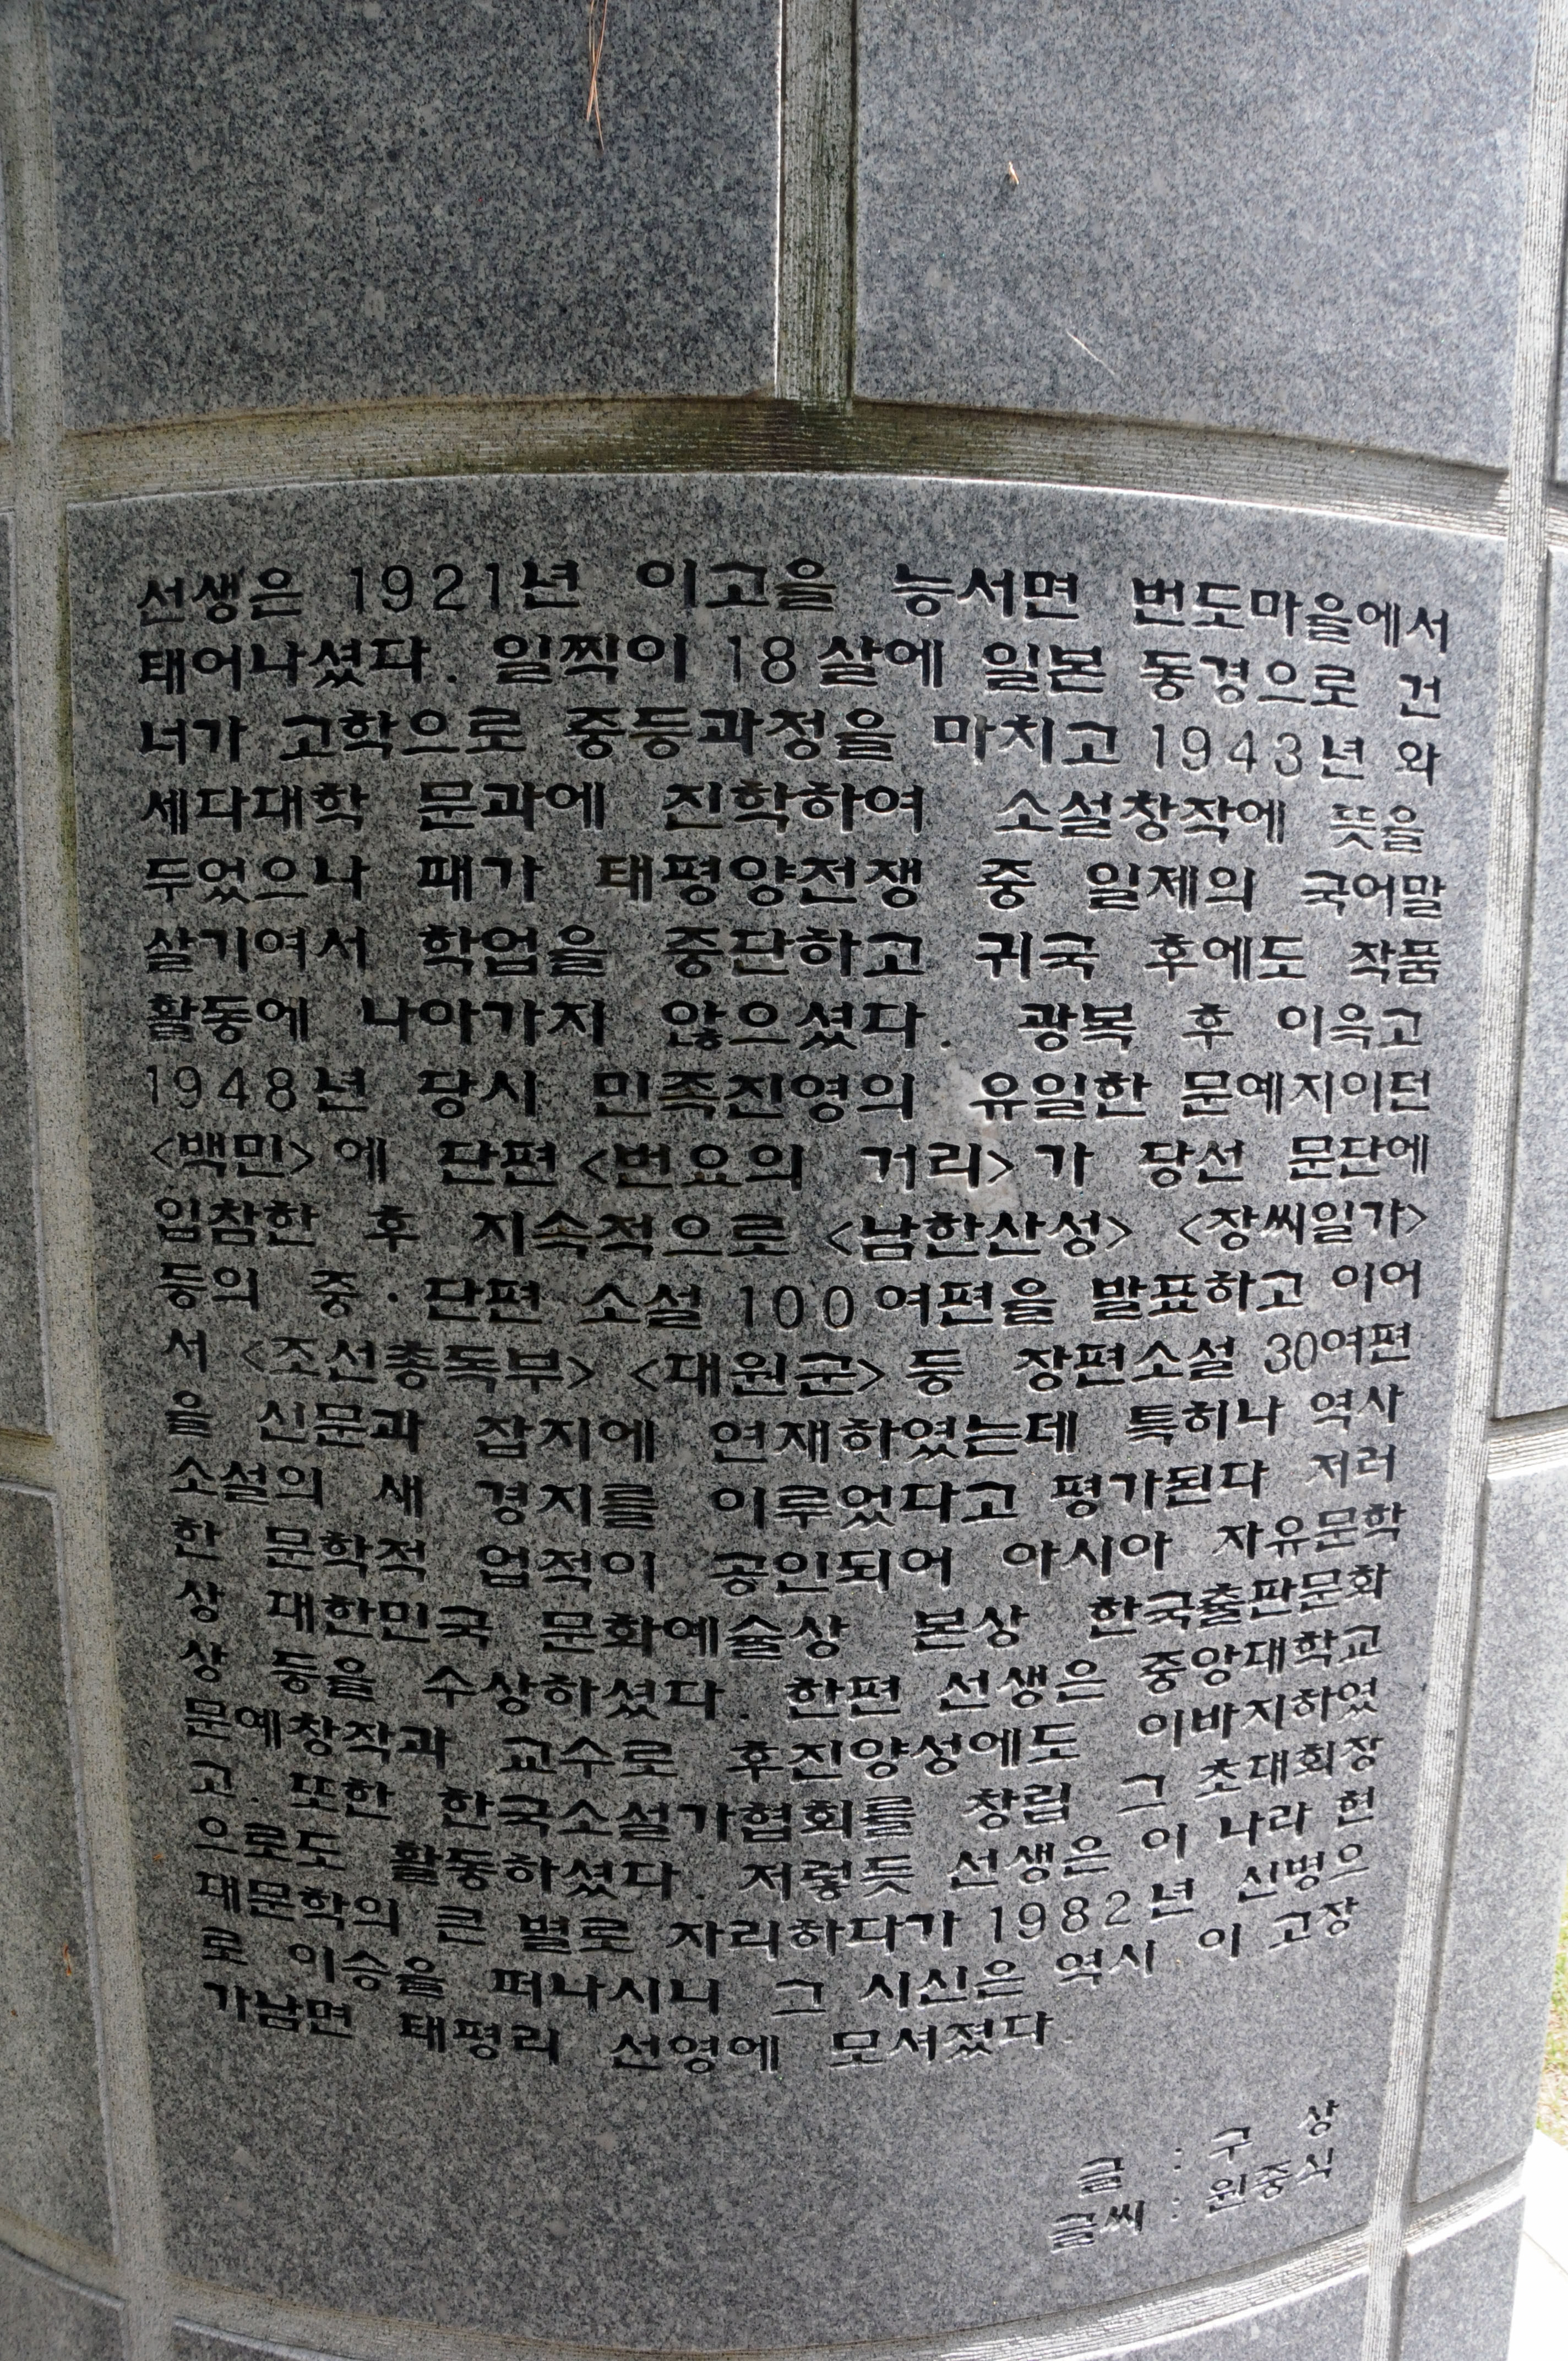 선생은 1921년 이고을 능서면 번도마을에서
태어나셨다. 일찍이 18살에 일본 동경으로 건
너가 고학으로 중등과정을 마치고 1943년 와
세다대학 문과에 진학하여 소설창작에 뜻을
두었으나 때가 태평양전쟁 중 일제의 국어말
살기여서 학업을 중단하고 귀국 후에도 작품
활동에 나아가지 않으셨다. 광복 후 이윽고
1948년 당시 민족진영의 유일한 문예지이던
<백민>에 단편 <번요의 거리>가 당선 문단에
입참한 후 지속적으로 <남한산성> <장씨일가>
등의 중·단편 소설 100여편을 발표하고 이어
서 <조선총독부> <대원군>등 장편소설 30여편
을 신문과 잡지에 연재하였는데 특히나 역사
소설의 새 경지를 이루었다고 평가된다 저러
한 문학적 업적이 공인되어 아시아 자유문학
상 대한민국 문화예술상 본상 한국출판문화
상 등을 수상하셨다. 한편 선생은 중앙대학교
문예창작과 교수로 후진양성에도 이바지하였
고. 또한 한국소설가협회를 창립 그 초대회장
으로도 활동하셨다. 저렇듯 선생은 이 나라 현
대문학의 큰 별로 자리하다가 1982년 신병으
로 이승을 떠나시니 그 시신은 역시 이 고장
가남면 태평리 선영에 모셔졌다.
글 : 구 상
글씨 : 원중식